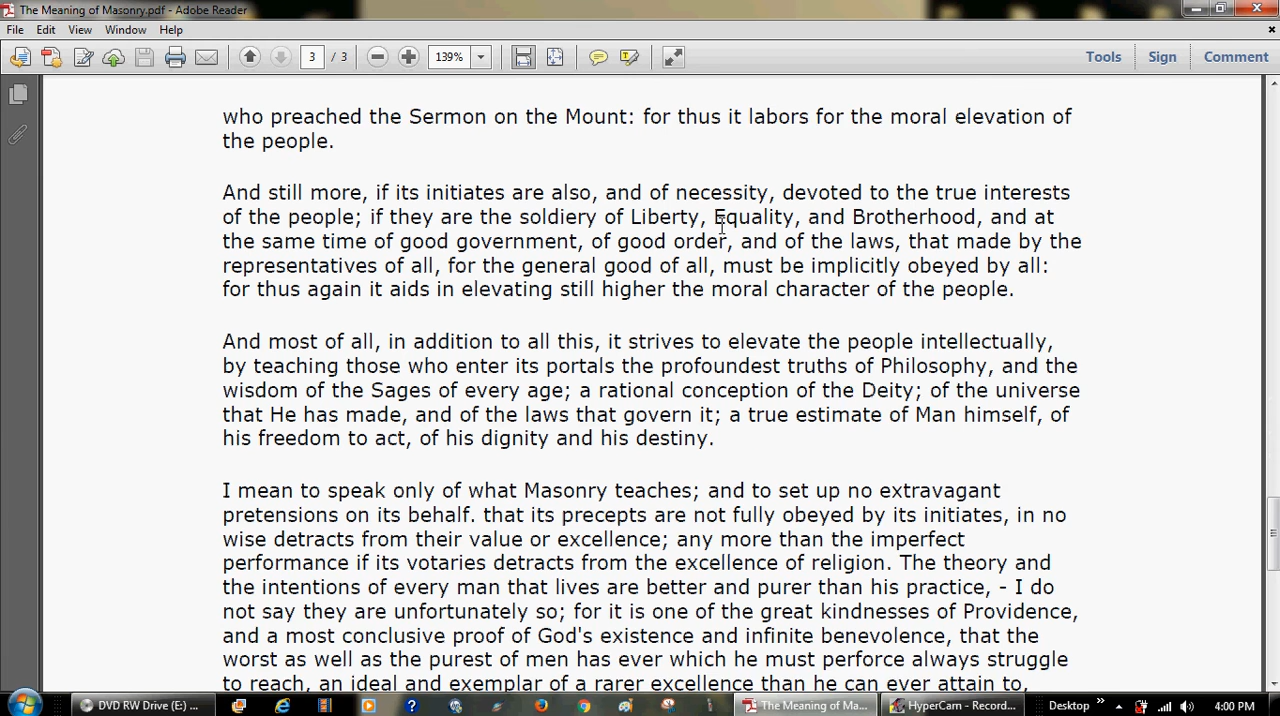 The Meaning of Masonry.pdf - Adobe Reader
File Edit View Window Help
3 / 3 139% Tools Sign Comment
who preached the Sermon on the Mount: for thus it labors for the moral elevation of
the people.
And still more, if its initiates are also, and of necessity, devoted to the true interests
of the people; if they are the soldiery of Liberty, Equality, and Brotherhood, and at
the same time of good government, of good order, and of the laws, that made by the
representatives of all, for the general good of all, must be implicitly obeyed by all:
for thus again it aids in elevating still higher the moral character of the people.
And most of all, in addition to all this, it strives to elevate the people intellectually,
by teaching those who enter its portals the profoundest truths of Philosophy, and the
wisdom of the Sages of every age; a rational conception of the Deity; of the universe
that He has made, and of the laws that govern it; a true estimate of Man himself, of
his freedom to act, of his dignity and his destiny.
I mean to speak only of what Masonry teaches; and to set up no extravagant
pretensions on its behalf. that its precepts are not fully obeyed by its initiates, in no
wise detracts from their value or excellence; any more than the imperfect
performance if its votaries detracts from the excellence of religion. The theory and
the intentions of every man that lives are better and purer than his practice, - I do
not say they are unfortunately so; for it is one of the great kindnesses of Providence,
and a most conclusive proof of God's existence and infinite benevolence, that the
worst as well as the purest of men has ever which he must perforce always struggle
to reach, an ideal and exemplar of a rarer excellence than he can ever attain to,
DVD RW Drive (E:) ... The Meaning of Ma... HyperCam - Record... Desktop » 4:00 PM